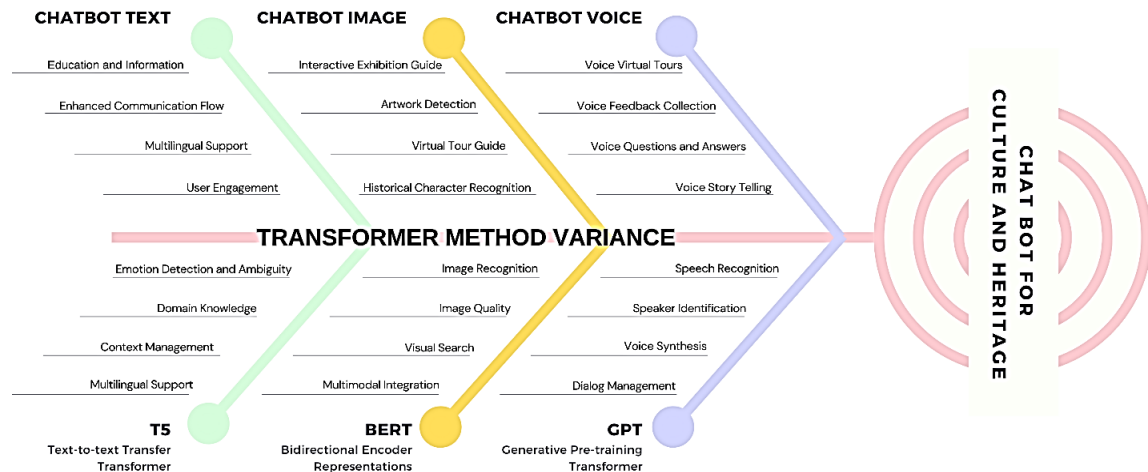 CHATBOT TEXT
Education and Information
Enhanced Communication Flow
Multilingual Support
User Engagement
CHATBOT IMAGE
Interactive Exhibition Guide
Artwork Detection
Virtual Tour Guide
Historical Character Recognition
CHATBOT VOICE
Voice Virtual Tours
Voice Feedback Collection
Voice Questions and Answers
Voice Story Telling
TRANSFORMER METHOD VARIANCE
Emotion Detection and Ambiguity
Domain Knowledge
Context Management
Multilingual Support
T5
Text-to-text Transfer
Transformer
Image Recognition
Image Quality
Visual Search
Multimodal Integration
BERT
Bidirectional Encoder
Representations
Speech Recognition
Speaker Identification
Voice Synthesis
Dialog Management
GPT
Generative Pre-training
Transformer
CHAT BOT FOR
CULTURE AND HERITAGE